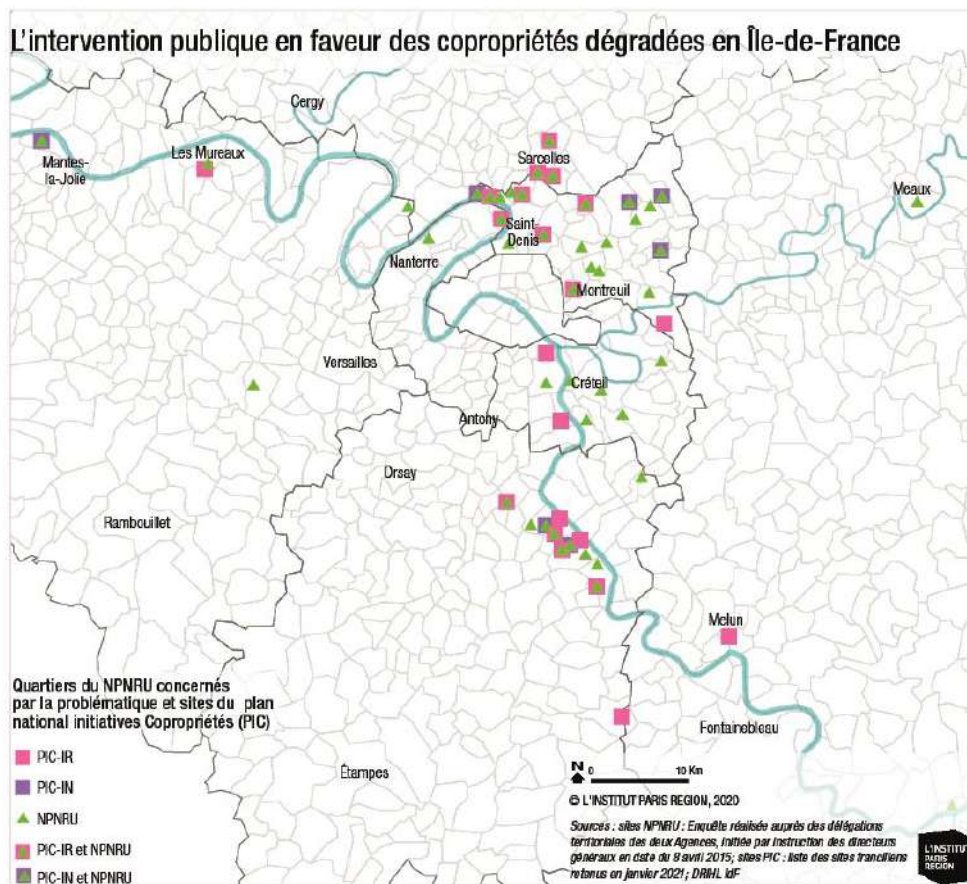 L'intervention publique en faveur des copropriétés dégradées en Île-de-France
Cergy
Mantes-
la-Jolie
Les Mureaux
Sarcelles
Meaux
Saint-
Denis
Nanterre
Montreuil
Versailles
Créteil
Antony
Orsay
Rambouillet
Melun
Fontainebleau
Étampes
Quartiers du NPNRU concernés
par la problématique et sites du plan
national initiatives Copropriétés (PIC)
PIC-IR
PIC-IN
NPNRU
PIC-IR et NPNRU
PIC-IN et NPNRU
N 0 10 Km
© L'INSTITUT PARIS REGION, 2020
Sources : sites NPNRU : Enquête réalisée auprès des délégations
territoriales des deux Agences, initiée par instruction des directeurs
généraux en date du 8 avril 2015; sites PIC : liste des sites franciliens
retenus en janvier 2021; DRIHL IdF
L'INSTITUT
PARIS
REGION